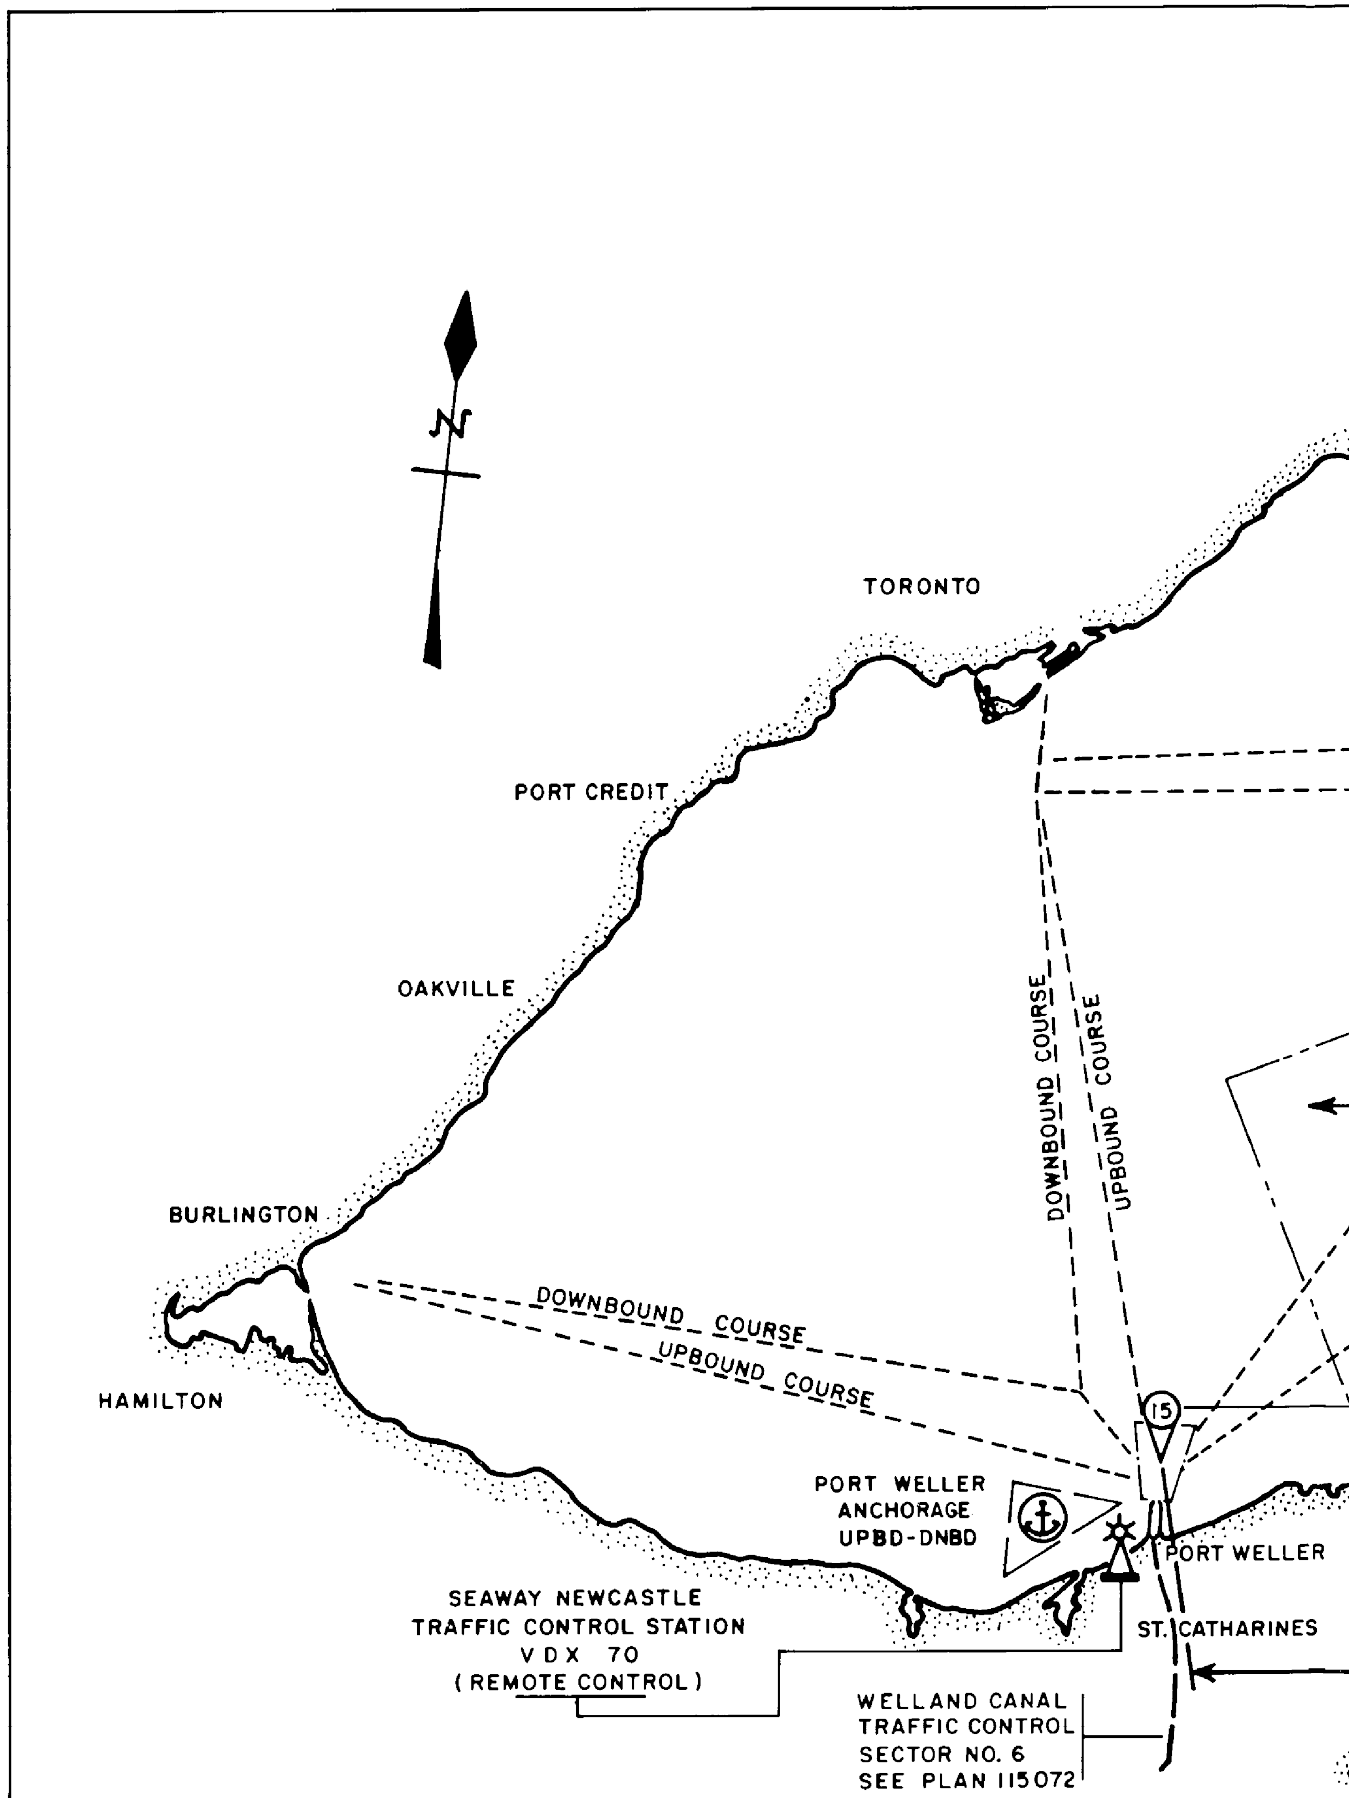 N
TORONTO
PORT CREDIT
OAKVILLE
DOWNBOUND COURSE
UPBOUND COURSE
BURLINGTON
DOWNBOUND COURSE
UPBOUND COURSE
HAMILTON
15
PORT WELLER
ANCHORAGE
UPBD-DNBD
PORT WELLER
SEAWAY NEWCASTLE
TRAFFIC CONTROL STATION
VDX 70
(REMOTE CONTROL)
ST. CATHARINES
WELLAND CANAL
TRAFFIC CONTROL
SECTOR NO. 6
SEE PLAN 115072